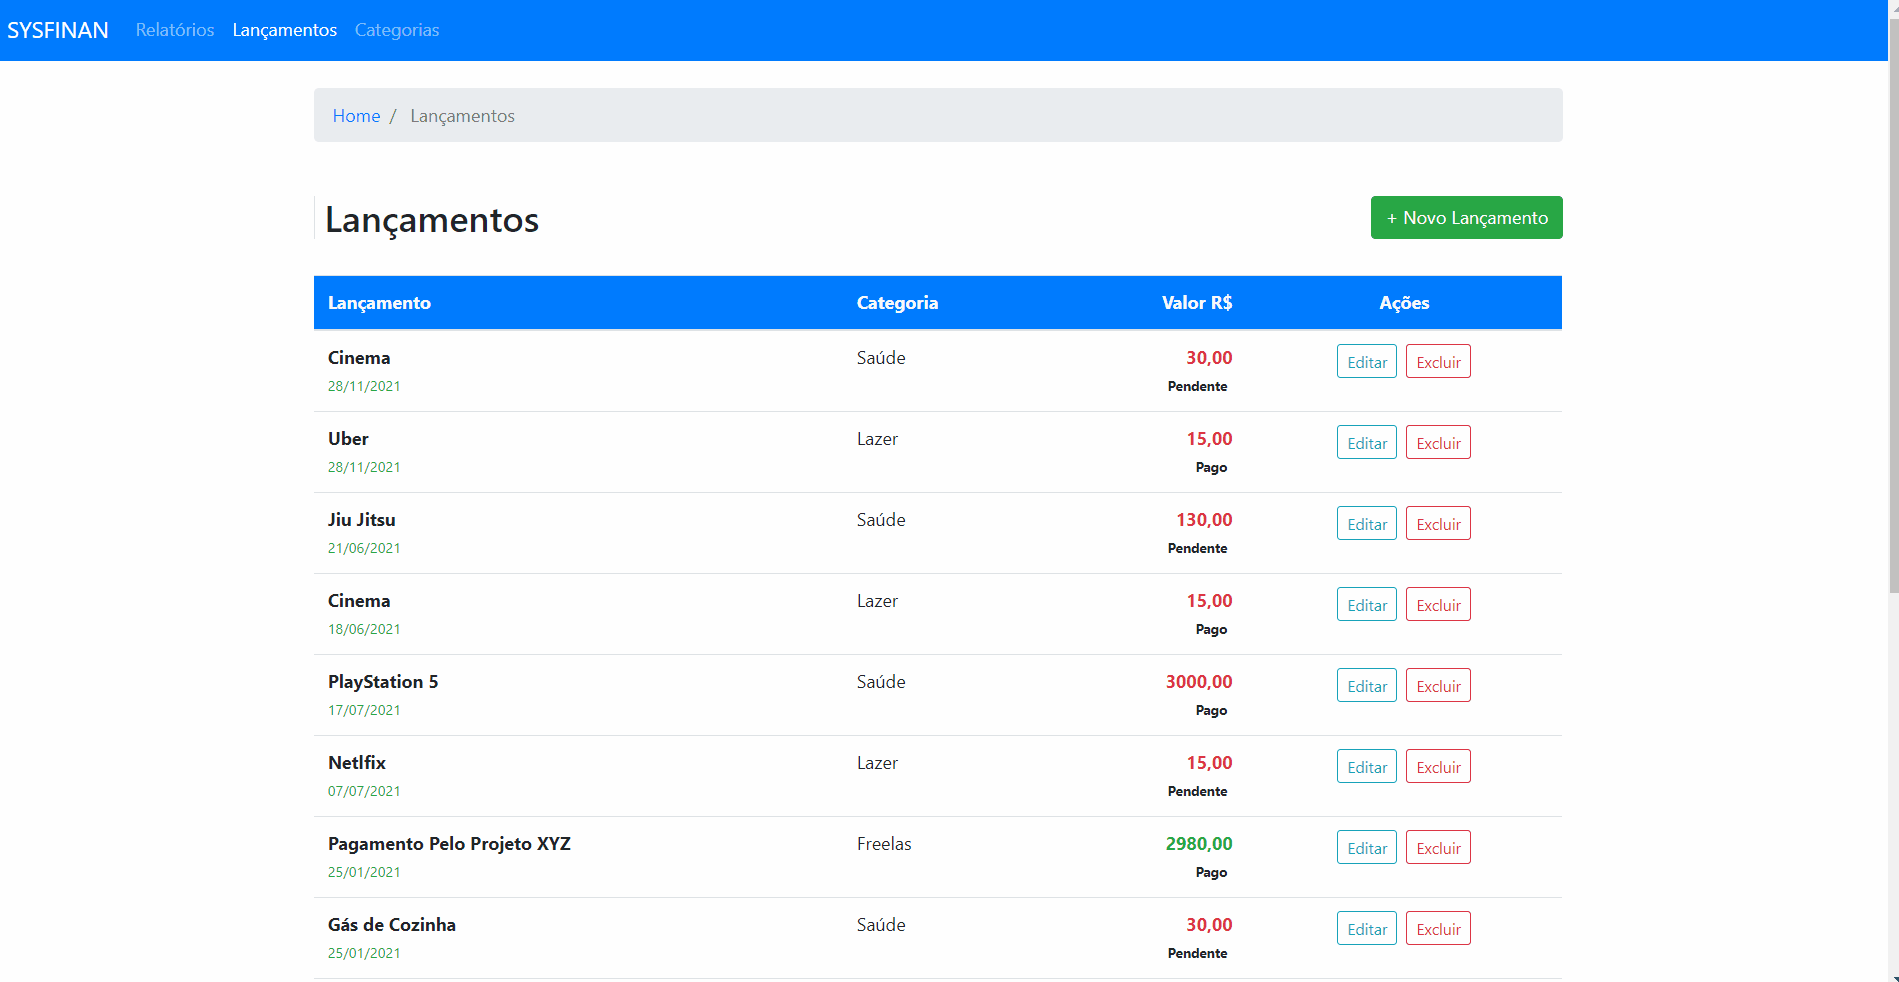 SYSFINAN Relatórios Lançamentos Categorias
Home / Lançamentos
Lançamentos + Novo Lançamento
Lançamento Categoria Valor R$ Ações
Cinema Saúde 30,00 Editar Excluir
28/11/2021 Pendente
Uber Lazer 15,00 Editar Excluir
28/11/2021 Pago
Jiu Jitsu Saúde 130,00 Editar Excluir
21/06/2021 Pendente
Cinema Lazer 15,00 Editar Excluir
18/06/2021 Pago
PlayStation 5 Saúde 3000,00 Editar Excluir
17/07/2021 Pago
Netlfix Lazer 15,00 Editar Excluir
07/07/2021 Pendente
Pagamento Pelo Projeto XYZ Freelas 2980,00 Editar Excluir
25/01/2021 Pago
Gás de Cozinha Saúde 30,00 Editar Excluir
25/01/2021 Pendente